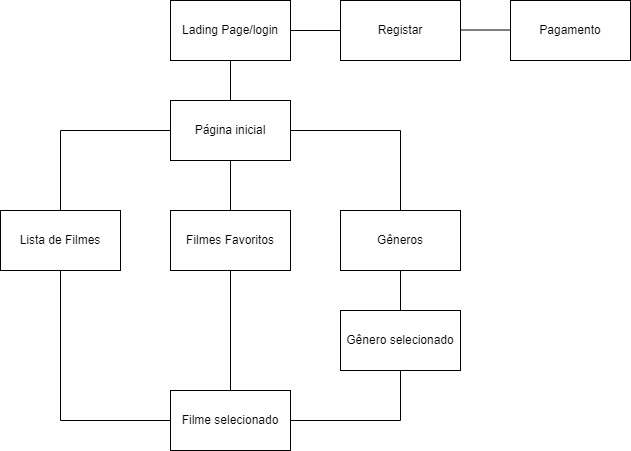 Lading Page/login
Registar
Pagamento
Página inicial
Lista de Filmes
Filmes Favoritos
Gêneros
Gênero selecionado
Filme selecionado